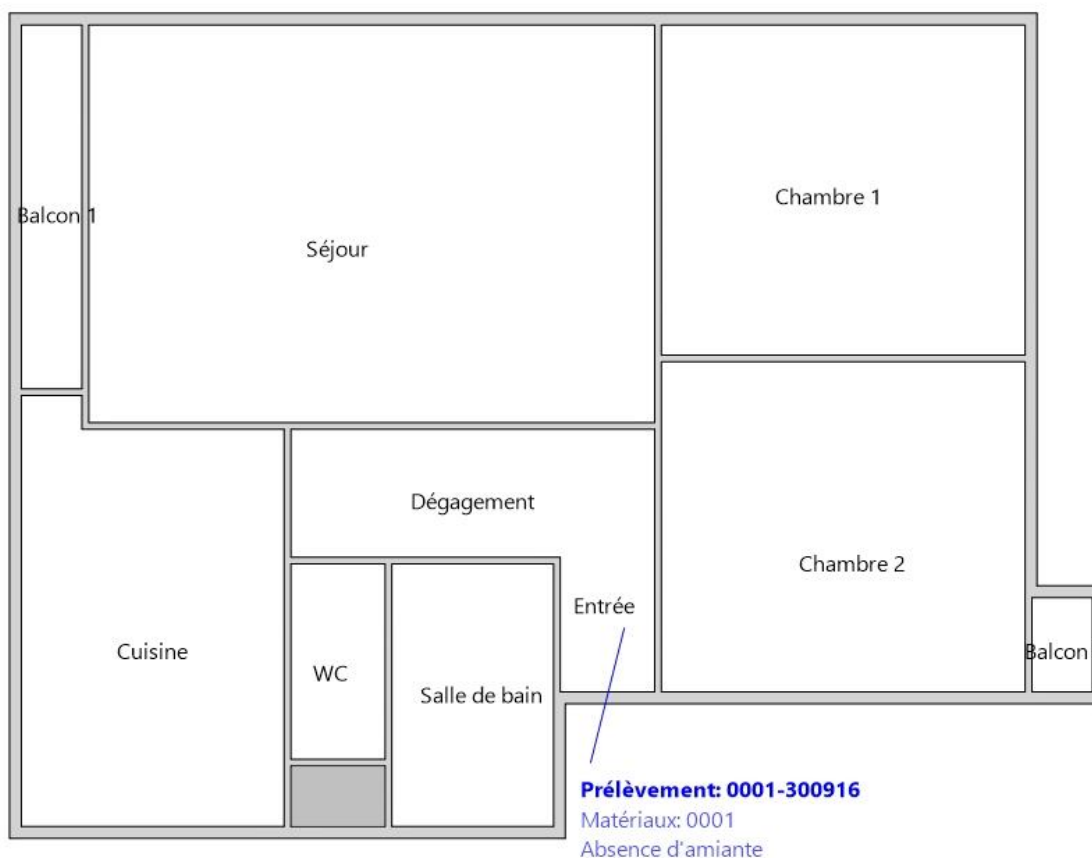 Chambre 1
Balcon 1
Séjour
Dégagement
Chambre 2
Entrée
Cuisine
Balcon
WC
Salle de bain
Prélèvement: 0001-300916
Matériaux: 0001
Absence d'amiante